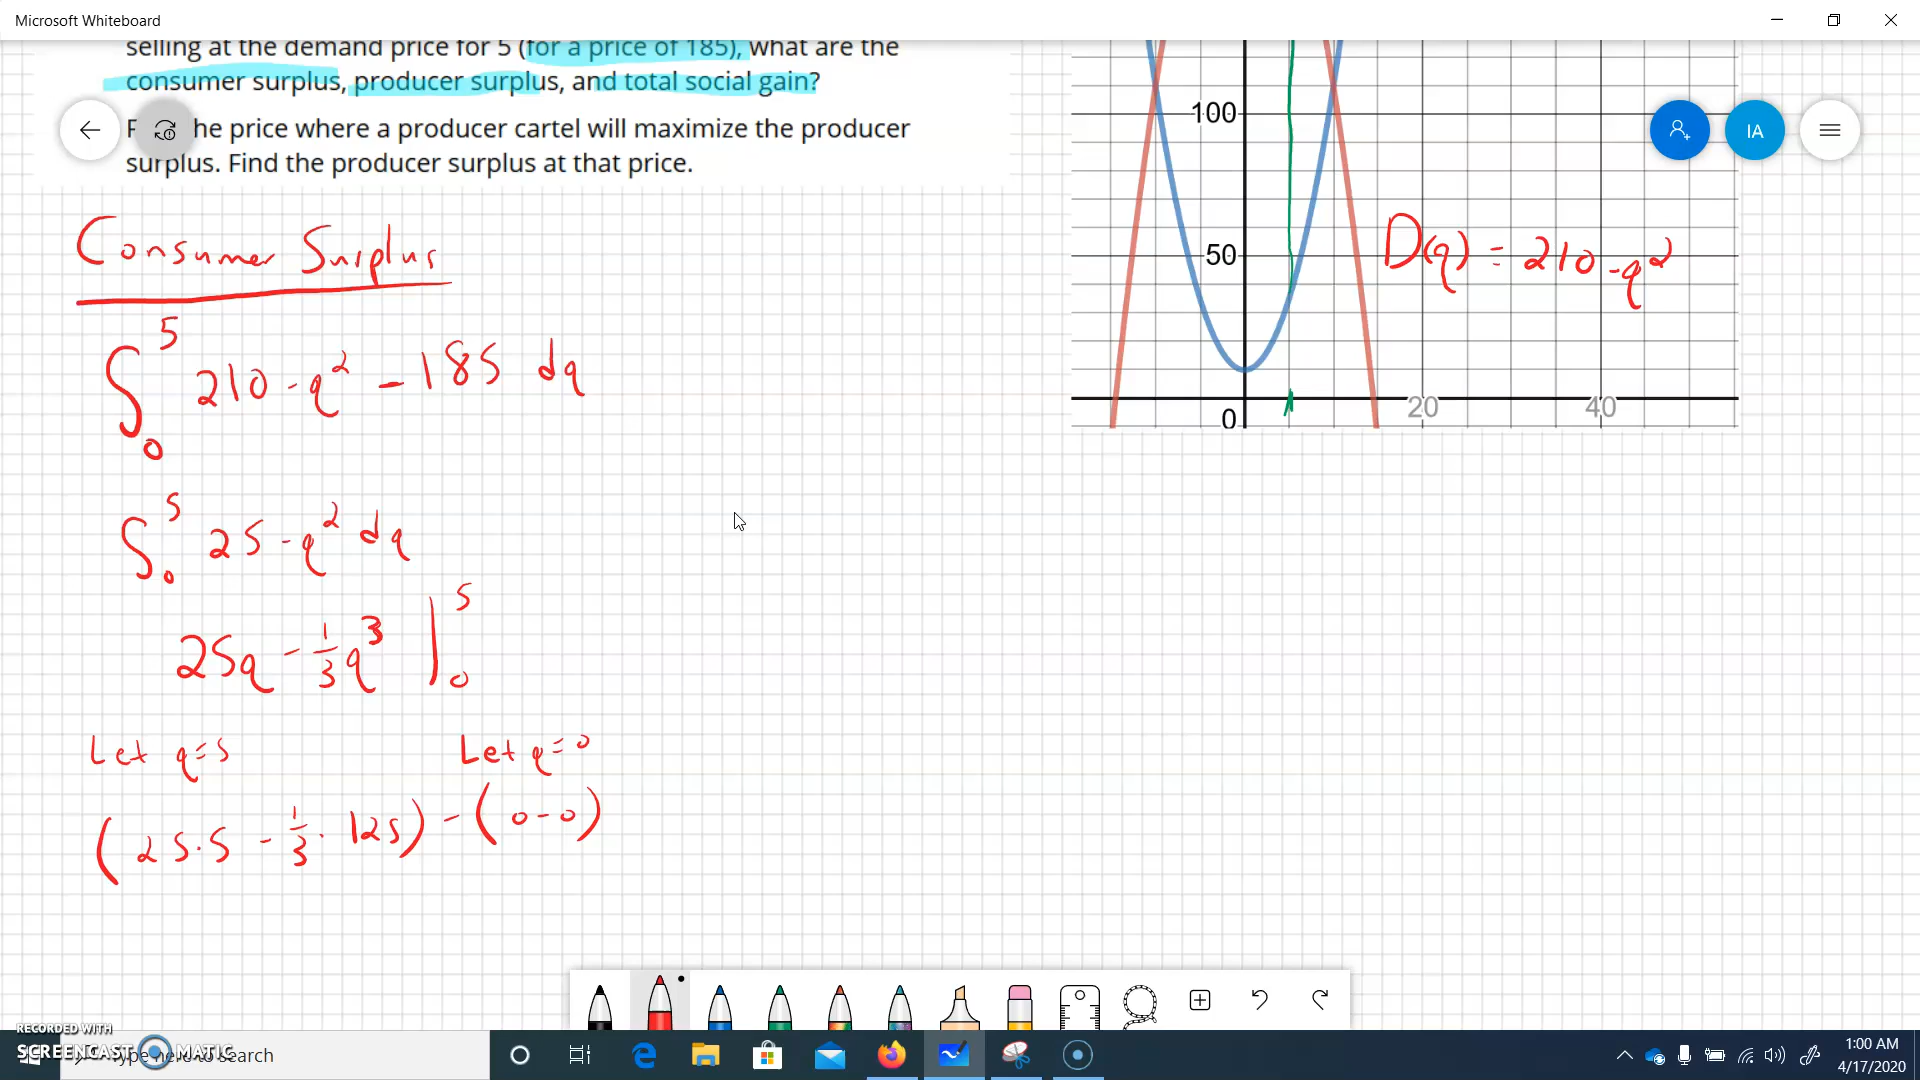 Microsoft Whiteboard
selling at the demand price for 5 (for a price of 185), what are the
consumer surplus, producer surplus, and total social gain?
he price where a producer cartel will maximize the producer
surplus. Find the producer surplus at that price.
100
50
0
20
40
IA
D(q) = 210 - q²
Consumer Surplus
∫₀⁵ 210 - q² - 185 dq
∫₀⁵ 25 - q² dq
25q - 1/3 q³ |₀⁵
Let q=5
Let q=0
(25·5 - 1/3 · 125) - (0-0)
RECORDED WITH
SCREENCAST MATIC
Type here to search
1:00 AM
4/17/2020